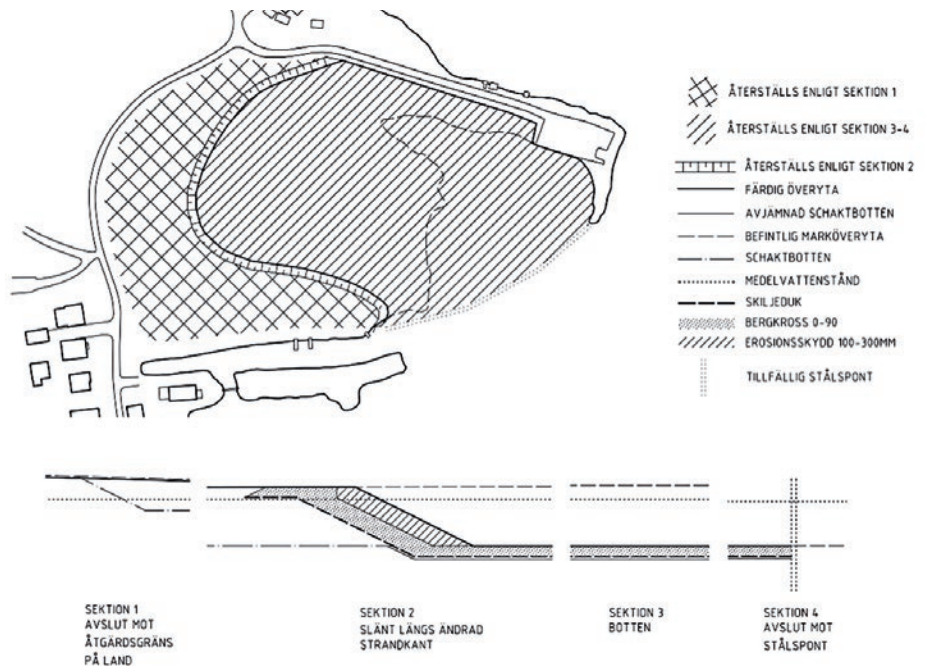 ÅTERSTÄLLS ENLIGT SEKTION 1
ÅTERSTÄLLS ENLIGT SEKTION 3-4
ÅTERSTÄLLS ENLIGT SEKTION 2
FÄRDIG ÖVERYTA
AVJÄMNAD SCHAKTBOTTEN
BEFINTLIG MARKÖVERYTA
SCHAKTBOTTEN
MEDELVATTENSTÅND
SKILJEDUK
BERGKROSS 0-90
EROSIONSSKYDD 100-300MM
TILLFÄLLIG STÅLSPONT
SEKTION 1
AVSLUT MOT
ÅTGÄRDSGRÄNS
PÅ LAND
SEKTION 2
SLÄNT LÄNGS ÄNDRAD
STRANDKANT
SEKTION 3
BOTTEN
SEKTION 4
AVSLUT MOT
STÅLSPONT